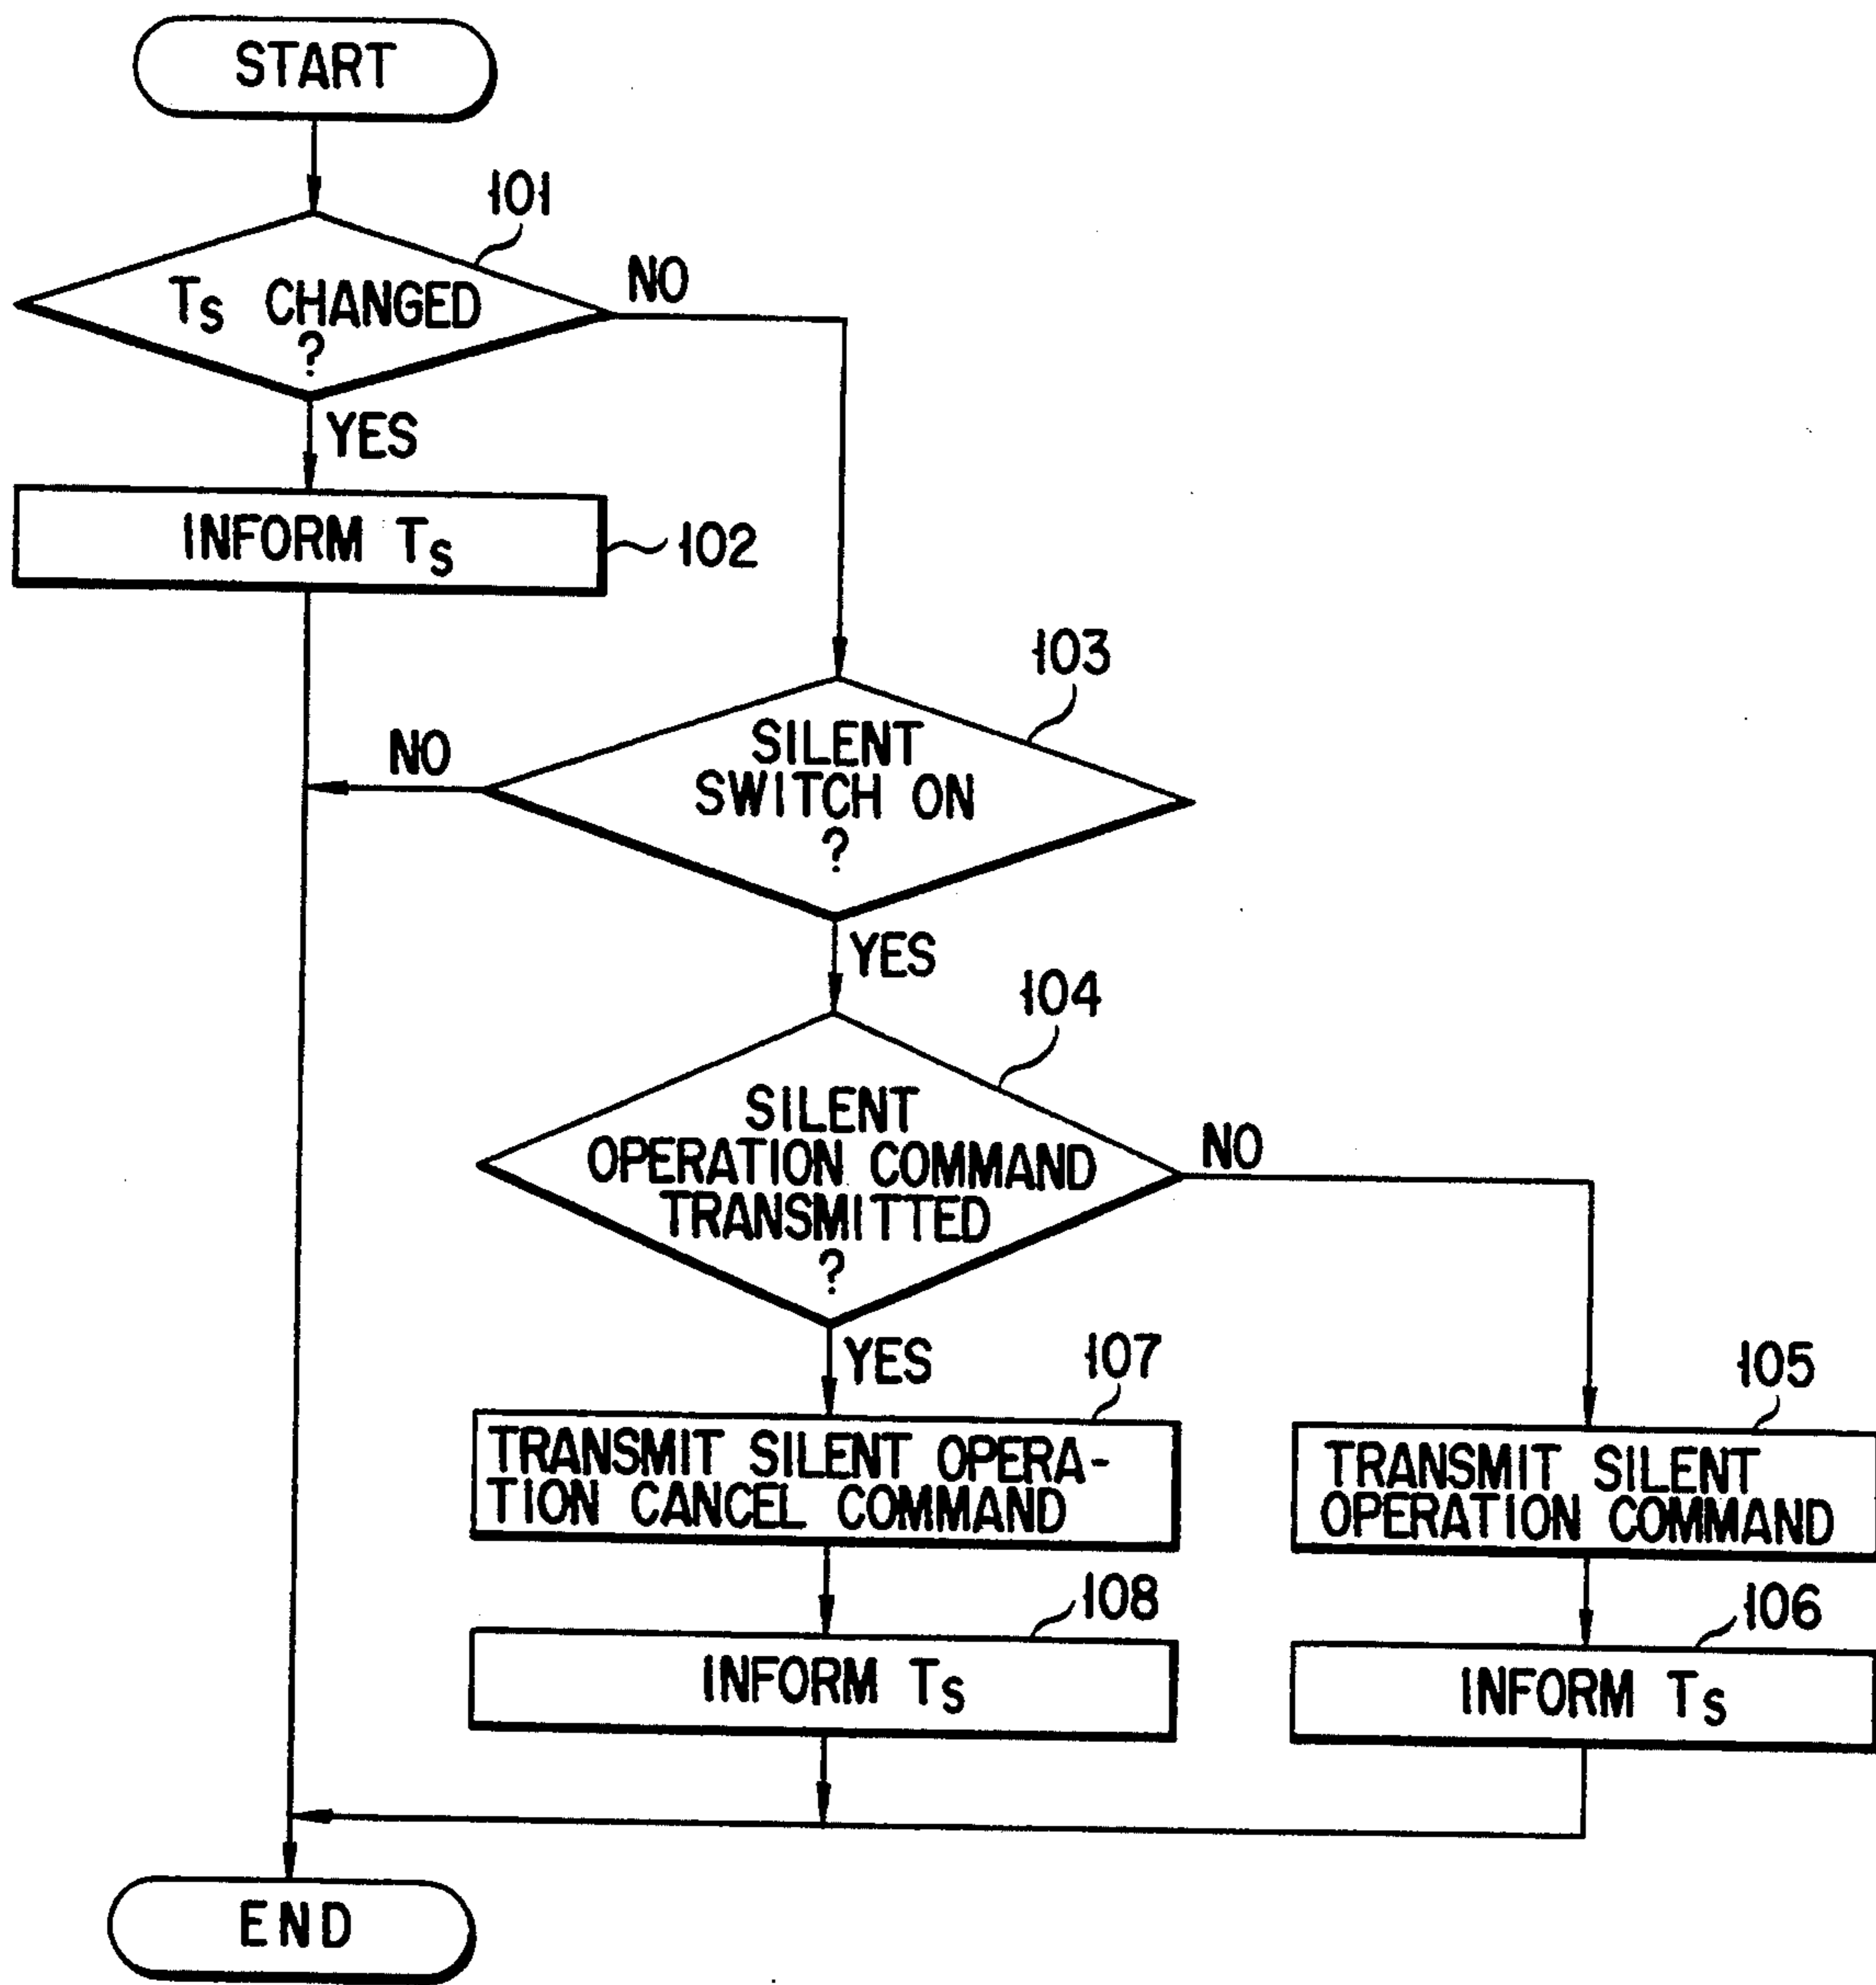 START
101
Ts CHANGED
?
NO
YES
INFORM Ts
102
103
SILENT
SWITCH ON
?
NO
YES
104
SILENT
OPERATION COMMAND
TRANSMITTED
?
NO
YES
107
TRANSMIT SILENT OPERA-
TION CANCEL COMMAND
105
TRANSMIT SILENT
OPERATION COMMAND
108
INFORM Ts
106
INFORM Ts
END